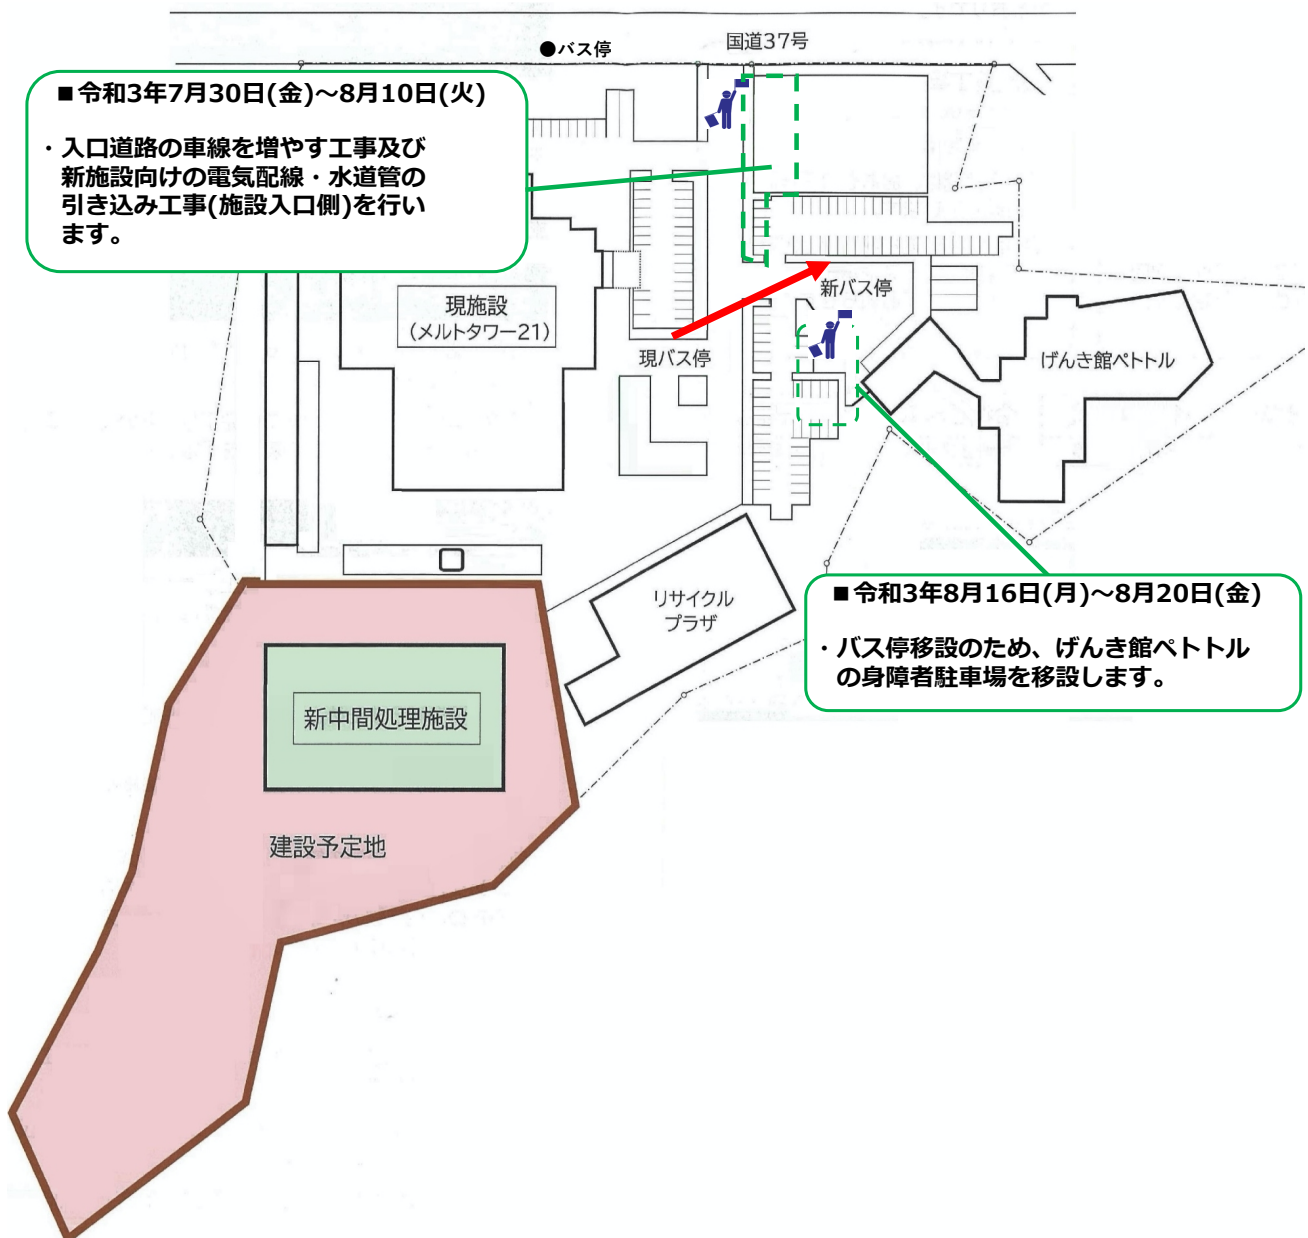 ●バス停
国道37号
■令和3年7月30日(金)～8月10日(火)
・入口道路の車線を増やす工事及び
新施設向けの電気配線・水道管の
引き込み工事(施設入口側)を行い
ます。
新バス停
現施設
（メルトタワー21）
現バス停
げんき館ペトトル
■令和3年8月16日(月)～8月20日(金)
・バス停移設のため、げんき館ペトトル
の身障者駐車場を移設します。
リサイクル
プラザ
新中間処理施設
建設予定地